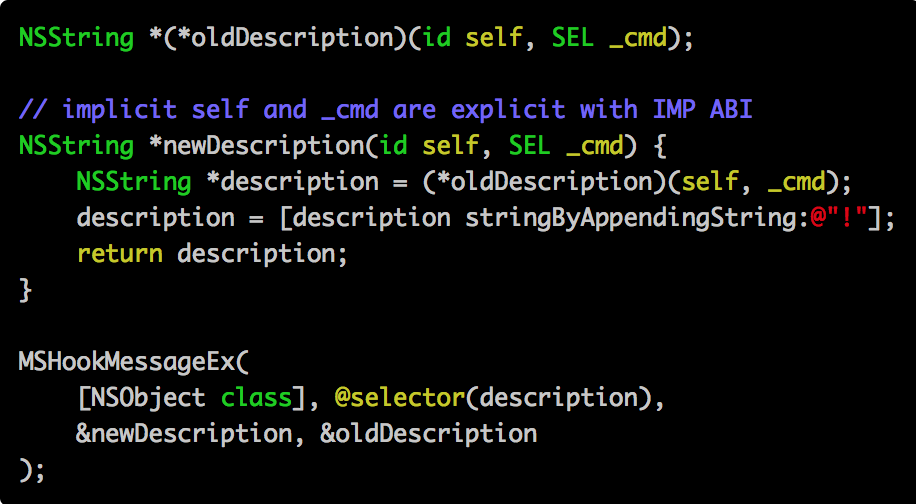 NSString *(*oldDescription)(id self, SEL _cmd);
// implicit self and _cmd are explicit with IMP ABI
NSString *newDescription(id self, SEL _cmd) {
    NSString *description = (*oldDescription)(self, _cmd);
    description = [description stringByAppendingString:@"!"];
    return description;
}
MSHookMessageEx(
    [NSObject class], @selector(description),
    &newDescription, &oldDescription
);